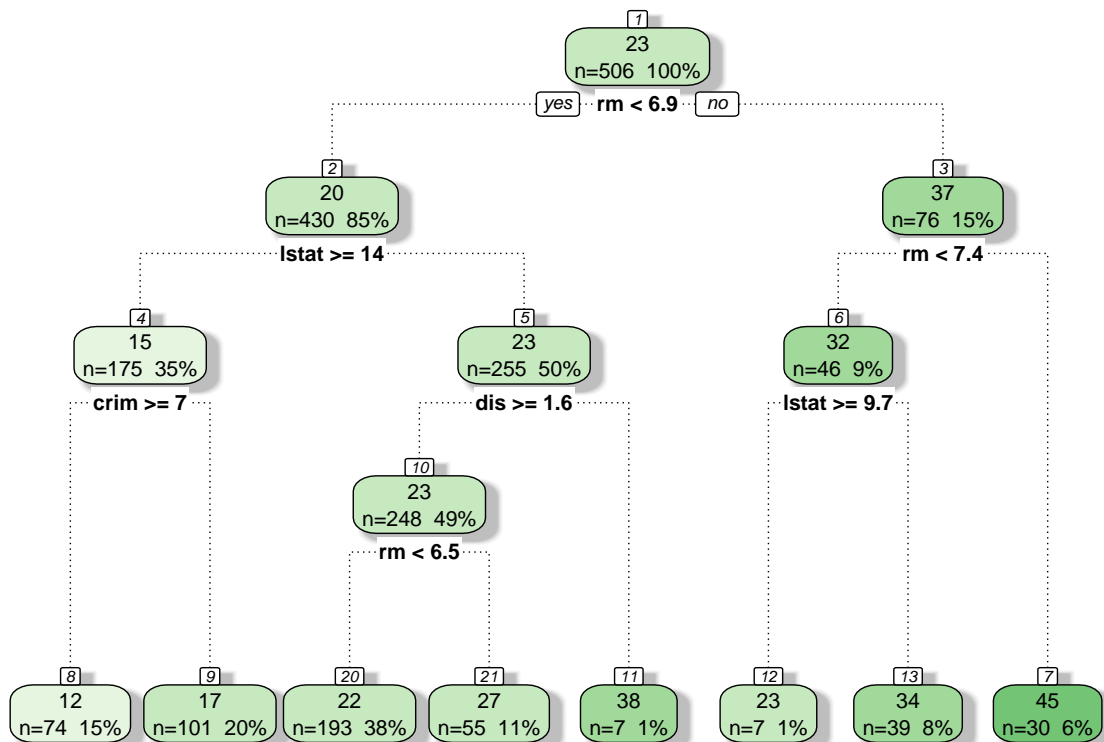 1
23
n=506 100%
yes rm < 6.9 no
2
20
n=430 85%
lstat >= 14
3
37
n=76 15%
rm < 7.4
4
15
n=175 35%
crim >= 7
5
23
n=255 50%
dis >= 1.6
6
32
n=46 9%
lstat >= 9.7
10
23
n=248 49%
rm < 6.5
8
12
n=74 15%
9
17
n=101 20%
20
22
n=193 38%
21
27
n=55 11%
11
38
n=7 1%
12
23
n=7 1%
13
34
n=39 8%
7
45
n=30 6%